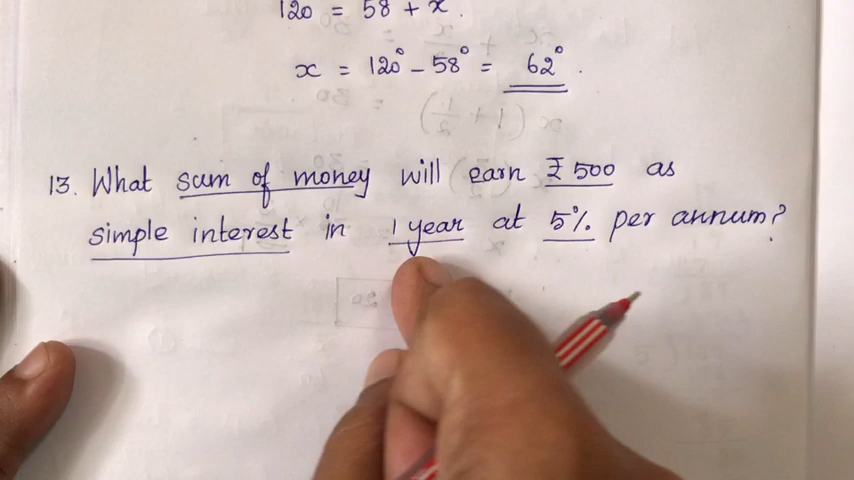 120 = 58 + x.
x = 120° - 58° = 62°.
13. What sum of money will earn ₹ 500 as
simple interest in 1 year at 5% per annum?